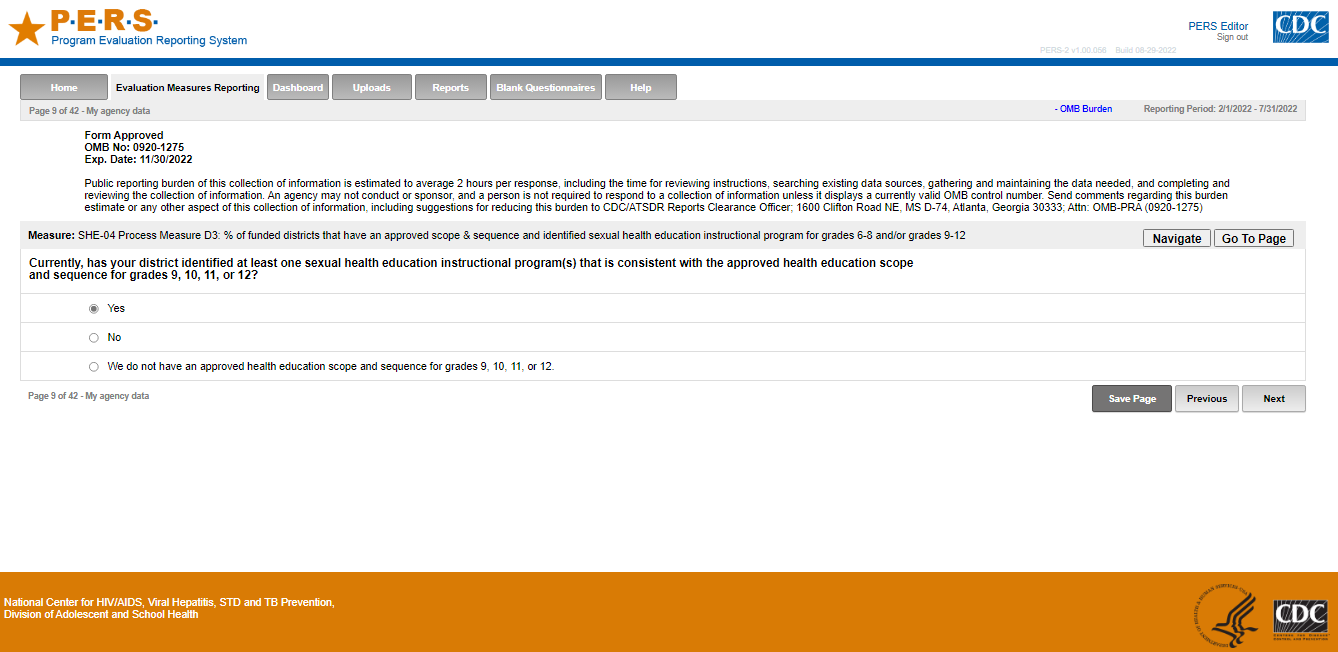 P·E·R·S·
Program Evaluation Reporting System
PERS Editor
Sign out
CDC
PERS-2 v1.00.056 Build 08-29-2022
Home
Evaluation Measures Reporting
Dashboard
Uploads
Reports
Blank Questionnaires
Help
Page 9 of 42 - My agency data
- OMB Burden
Reporting Period: 2/1/2022 - 7/31/2022
Form Approved
OMB No: 0920-1275
Exp. Date: 11/30/2022
Public reporting burden of this collection of information is estimated to average 2 hours per response, including the time for reviewing instructions, searching existing data sources, gathering and maintaining the data needed, and completing and
reviewing the collection of information. An agency may not conduct or sponsor, and a person is not required to respond to a collection of information unless it displays a currently valid OMB control number. Send comments regarding this burden
estimate or any other aspect of this collection of information, including suggestions for reducing this burden to CDC/ATSDR Reports Clearance Officer; 1600 Clifton Road NE, MS D-74, Atlanta, Georgia 30333; Attn: OMB-PRA (0920-1275)
Measure: SHE-04 Process Measure D3: % of funded districts that have an approved scope & sequence and identified sexual health education instructional program for grades 6-8 and/or grades 9-12
Navigate
Go To Page
Currently, has your district identified at least one sexual health education instructional program(s) that is consistent with the approved health education scope
and sequence for grades 9, 10, 11, or 12?
Yes
No
We do not have an approved health education scope and sequence for grades 9, 10, 11, or 12.
Page 9 of 42 - My agency data
Save Page
Previous
Next
National Center for HIV/AIDS, Viral Hepatitis, STD and TB Prevention,
Division of Adolescent and School Health
CDC
CENTERS FOR DISEASE
CONTROL AND PREVENTION